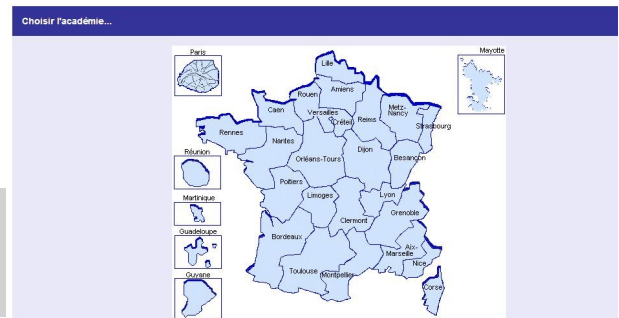 Choisir l'académie...
Paris
Mayotte
Lille
Amiens
Rouen
Caen
Versailles
Créteil
Reims
Metz-
Nancy
Strasbourg
Rennes
Nantes
Orléans-Tours
Dijon
Besançon
Réunion
Poitiers
Limoges
Lyon
Martinique
Clermont
Grenoble
Guadeloupe
Bordeaux
Aix-
Marseille
Nice
Toulouse
Montpellier
Guyane
Corse